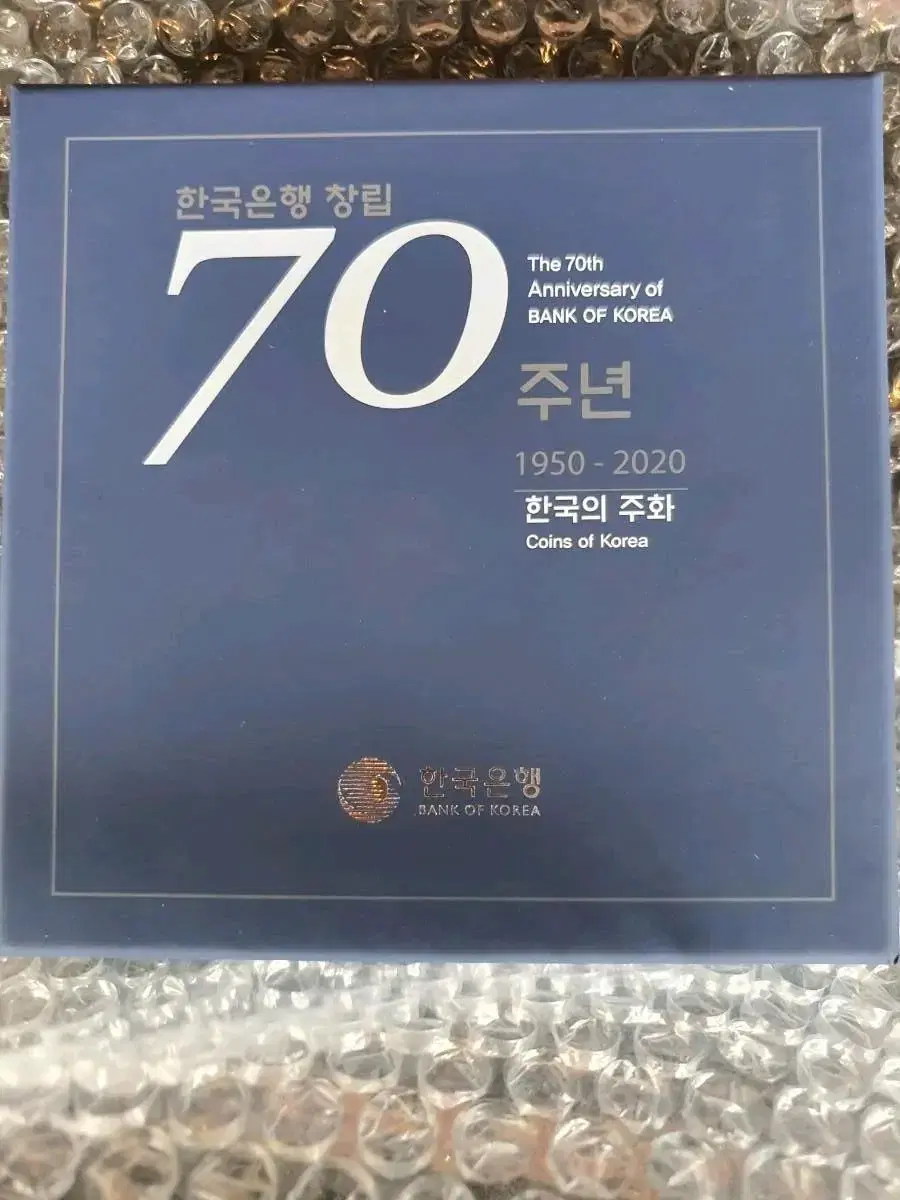 한국은행 창립
70
The 70th
Anniversary of
BANK OF KOREA
주년
1950 - 2020
한국의 주화
Coins of Korea
한국은행
BANK OF KOREA